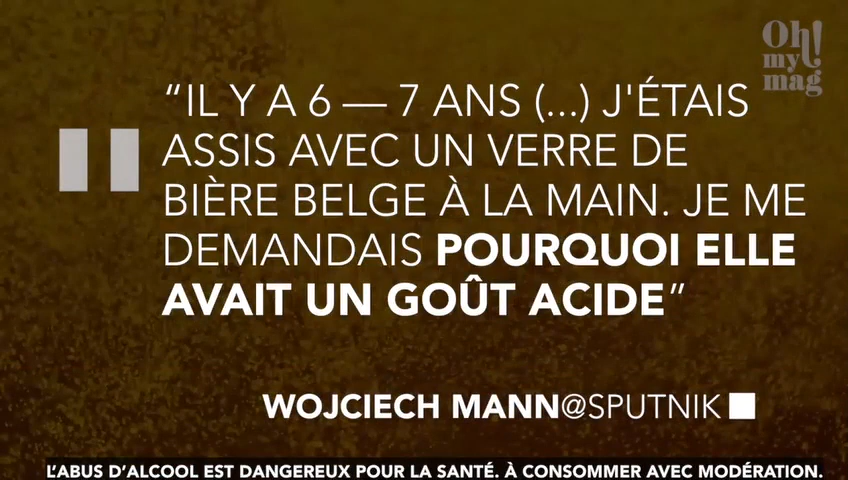 Oh!
my
mag
“IL Y A 6 — 7 ANS (...) J'ÉTAIS
ASSIS AVEC UN VERRE DE
BIÈRE BELGE À LA MAIN. JE ME
DEMANDAIS POURQUOI ELLE
AVAIT UN GOÛT ACIDE”
WOJCIECH MANN@SPUTNIK
L’ABUS D’ALCOOL EST DANGEREUX POUR LA SANTÉ. À CONSOMMER AVEC MODÉRATION.